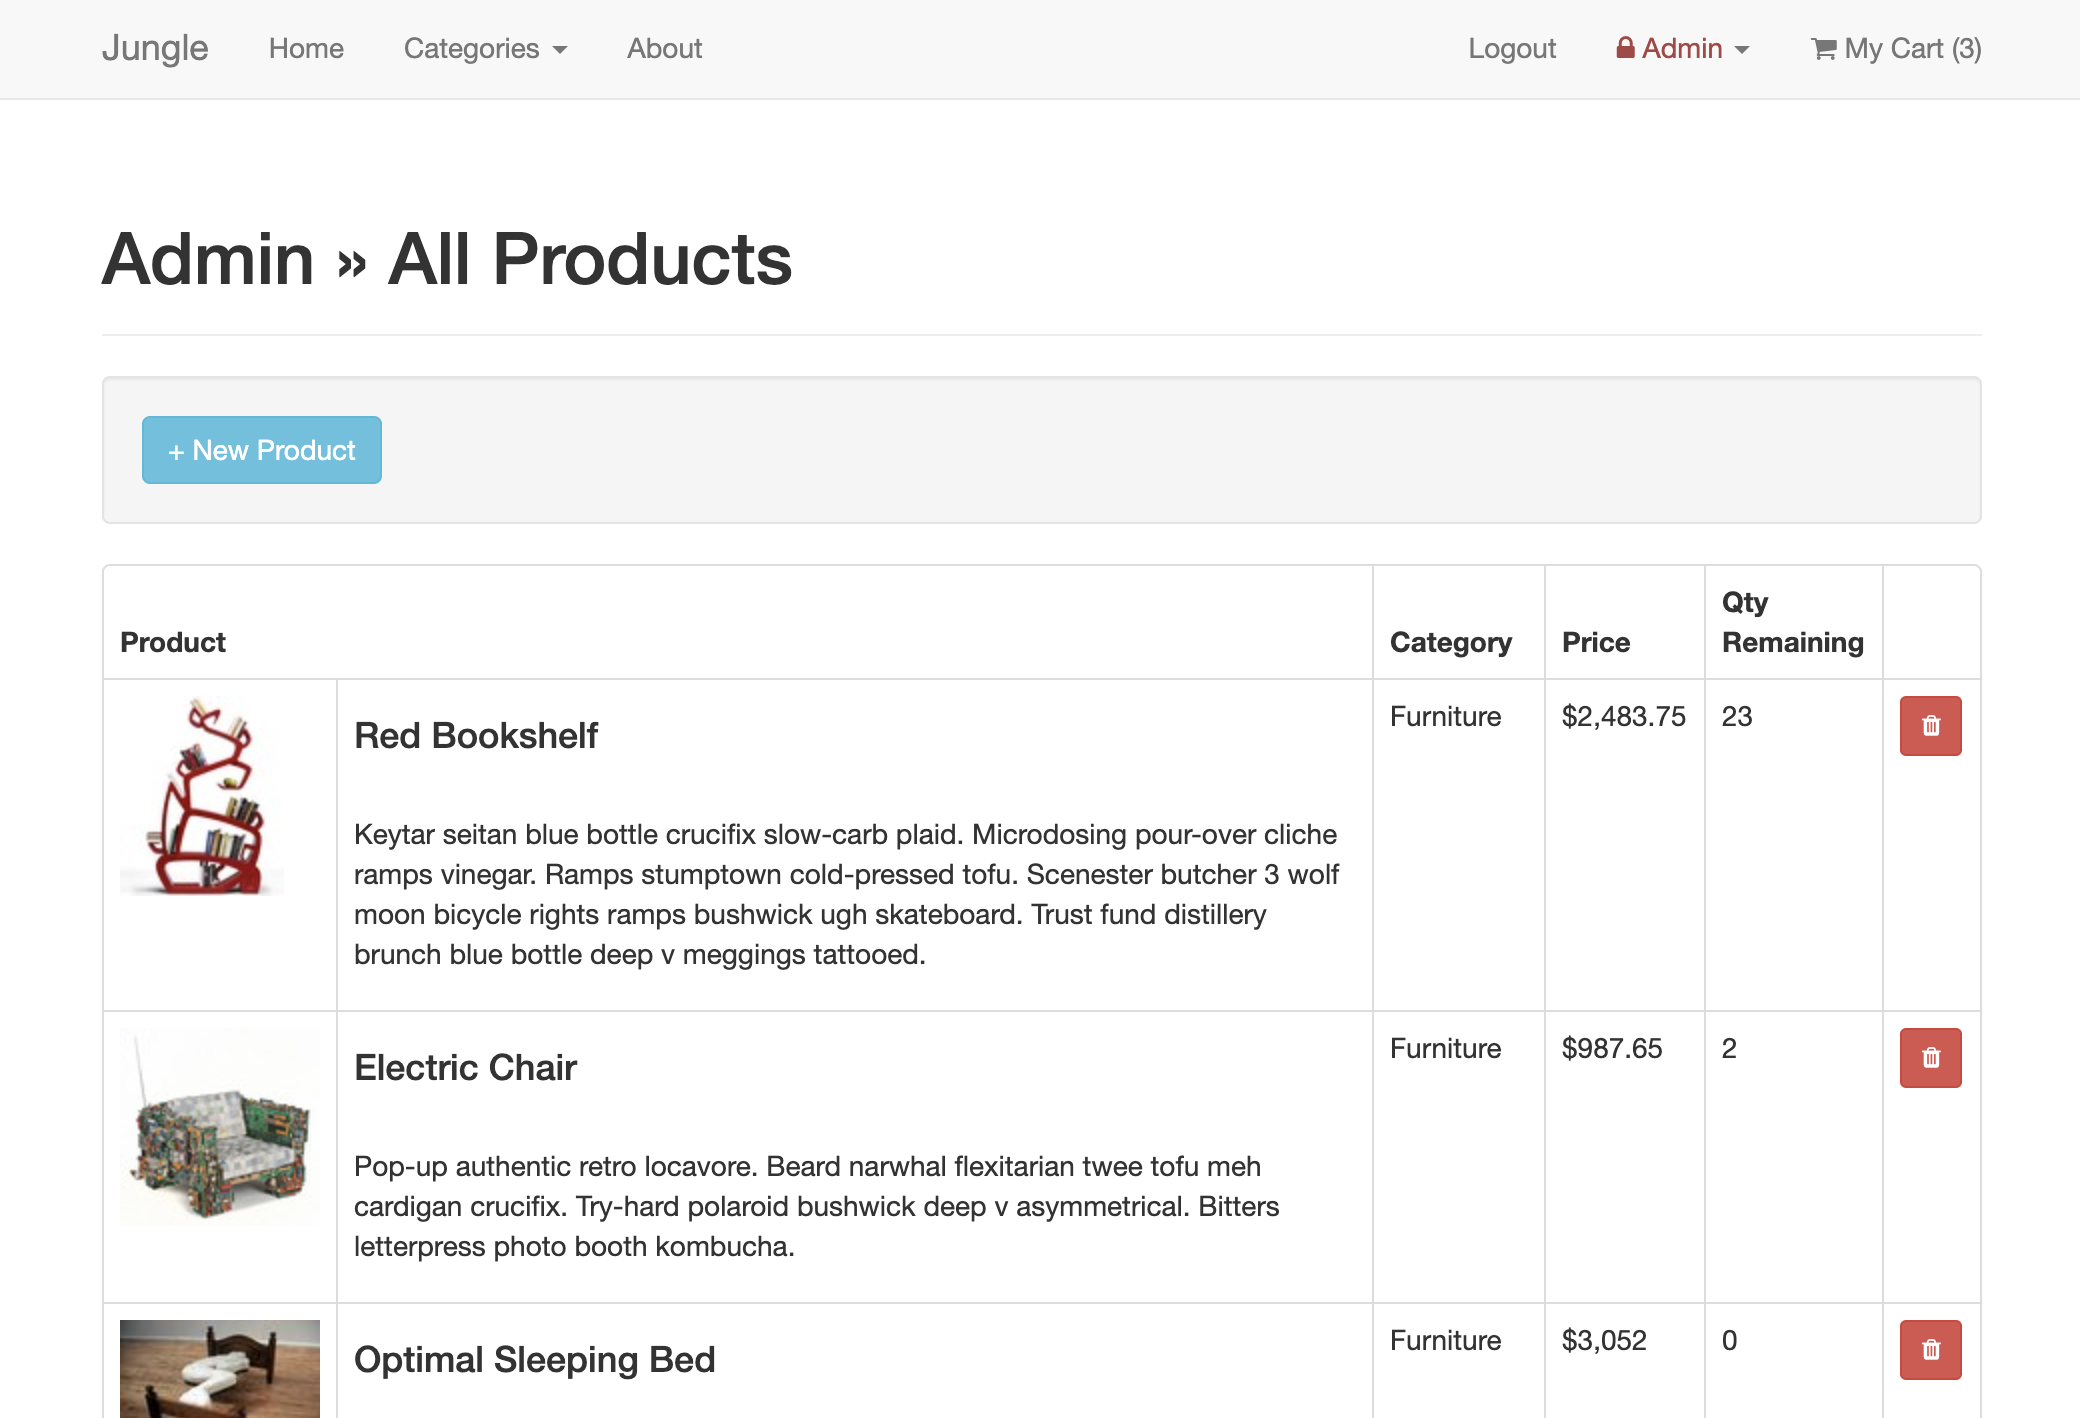 Jungle Home Categories About Logout Admin My Cart (3)
Admin » All Products
+ New Product
Product Category Price Qty Remaining
Red Bookshelf
Furniture $2,483.75 23
Keytar seitan blue bottle crucifix slow-carb plaid. Microdosing pour-over cliche
ramps vinegar. Ramps stumptown cold-pressed tofu. Scenester butcher 3 wolf
moon bicycle rights ramps bushwick ugh skateboard. Trust fund distillery
brunch blue bottle deep v meggings tattooed.
Electric Chair
Furniture $987.65 2
Pop-up authentic retro locavore. Beard narwhal flexitarian twee tofu meh
cardigan crucifix. Try-hard polaroid bushwick deep v asymmetrical. Bitters
letterpress photo booth kombucha.
Optimal Sleeping Bed
Furniture $3,052 0